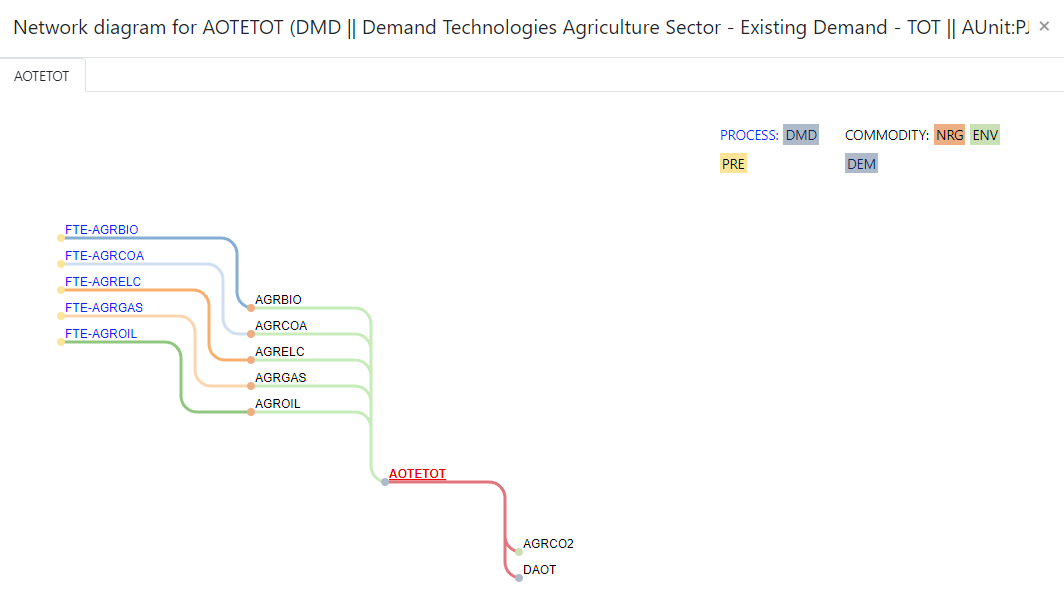 Network diagram for AOTETOT (DMD || Demand Technologies Agriculture Sector - Existing Demand - TOT || AUnit:PJ ×
AOTETOT
PROCESS: DMD COMMODITY: NRG ENV
PRE DEM
FTE-AGRBIO
FTE-AGRCOA
FTE-AGRELC
FTE-AGRGAS
FTE-AGROIL
AGRBIO
AGRCOA
AGRELC
AGRGAS
AGROIL
AOTETOT
AGRCO2
DAOT